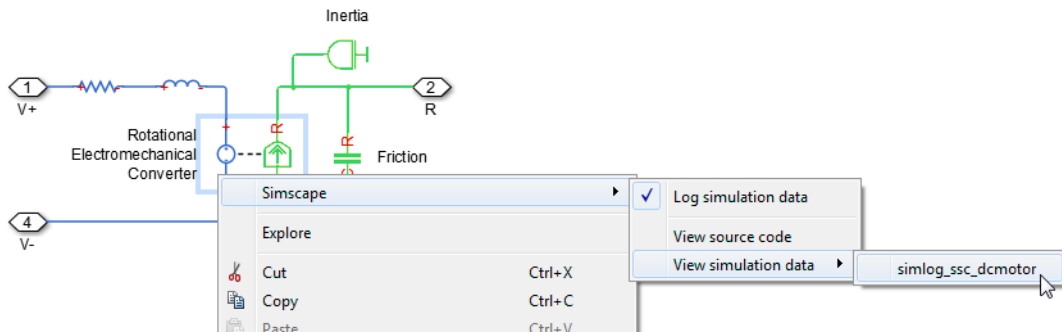 Inertia
1
V+
2
R
R
R
Rotational
Electromechanical
Converter
Friction
C
4
V-
Simscape
Log simulation data
Explore
View source code
View simulation data
simlog_ssc_dcmotor
Cut Ctrl+X
Copy Ctrl+C
Paste Ctrl+V